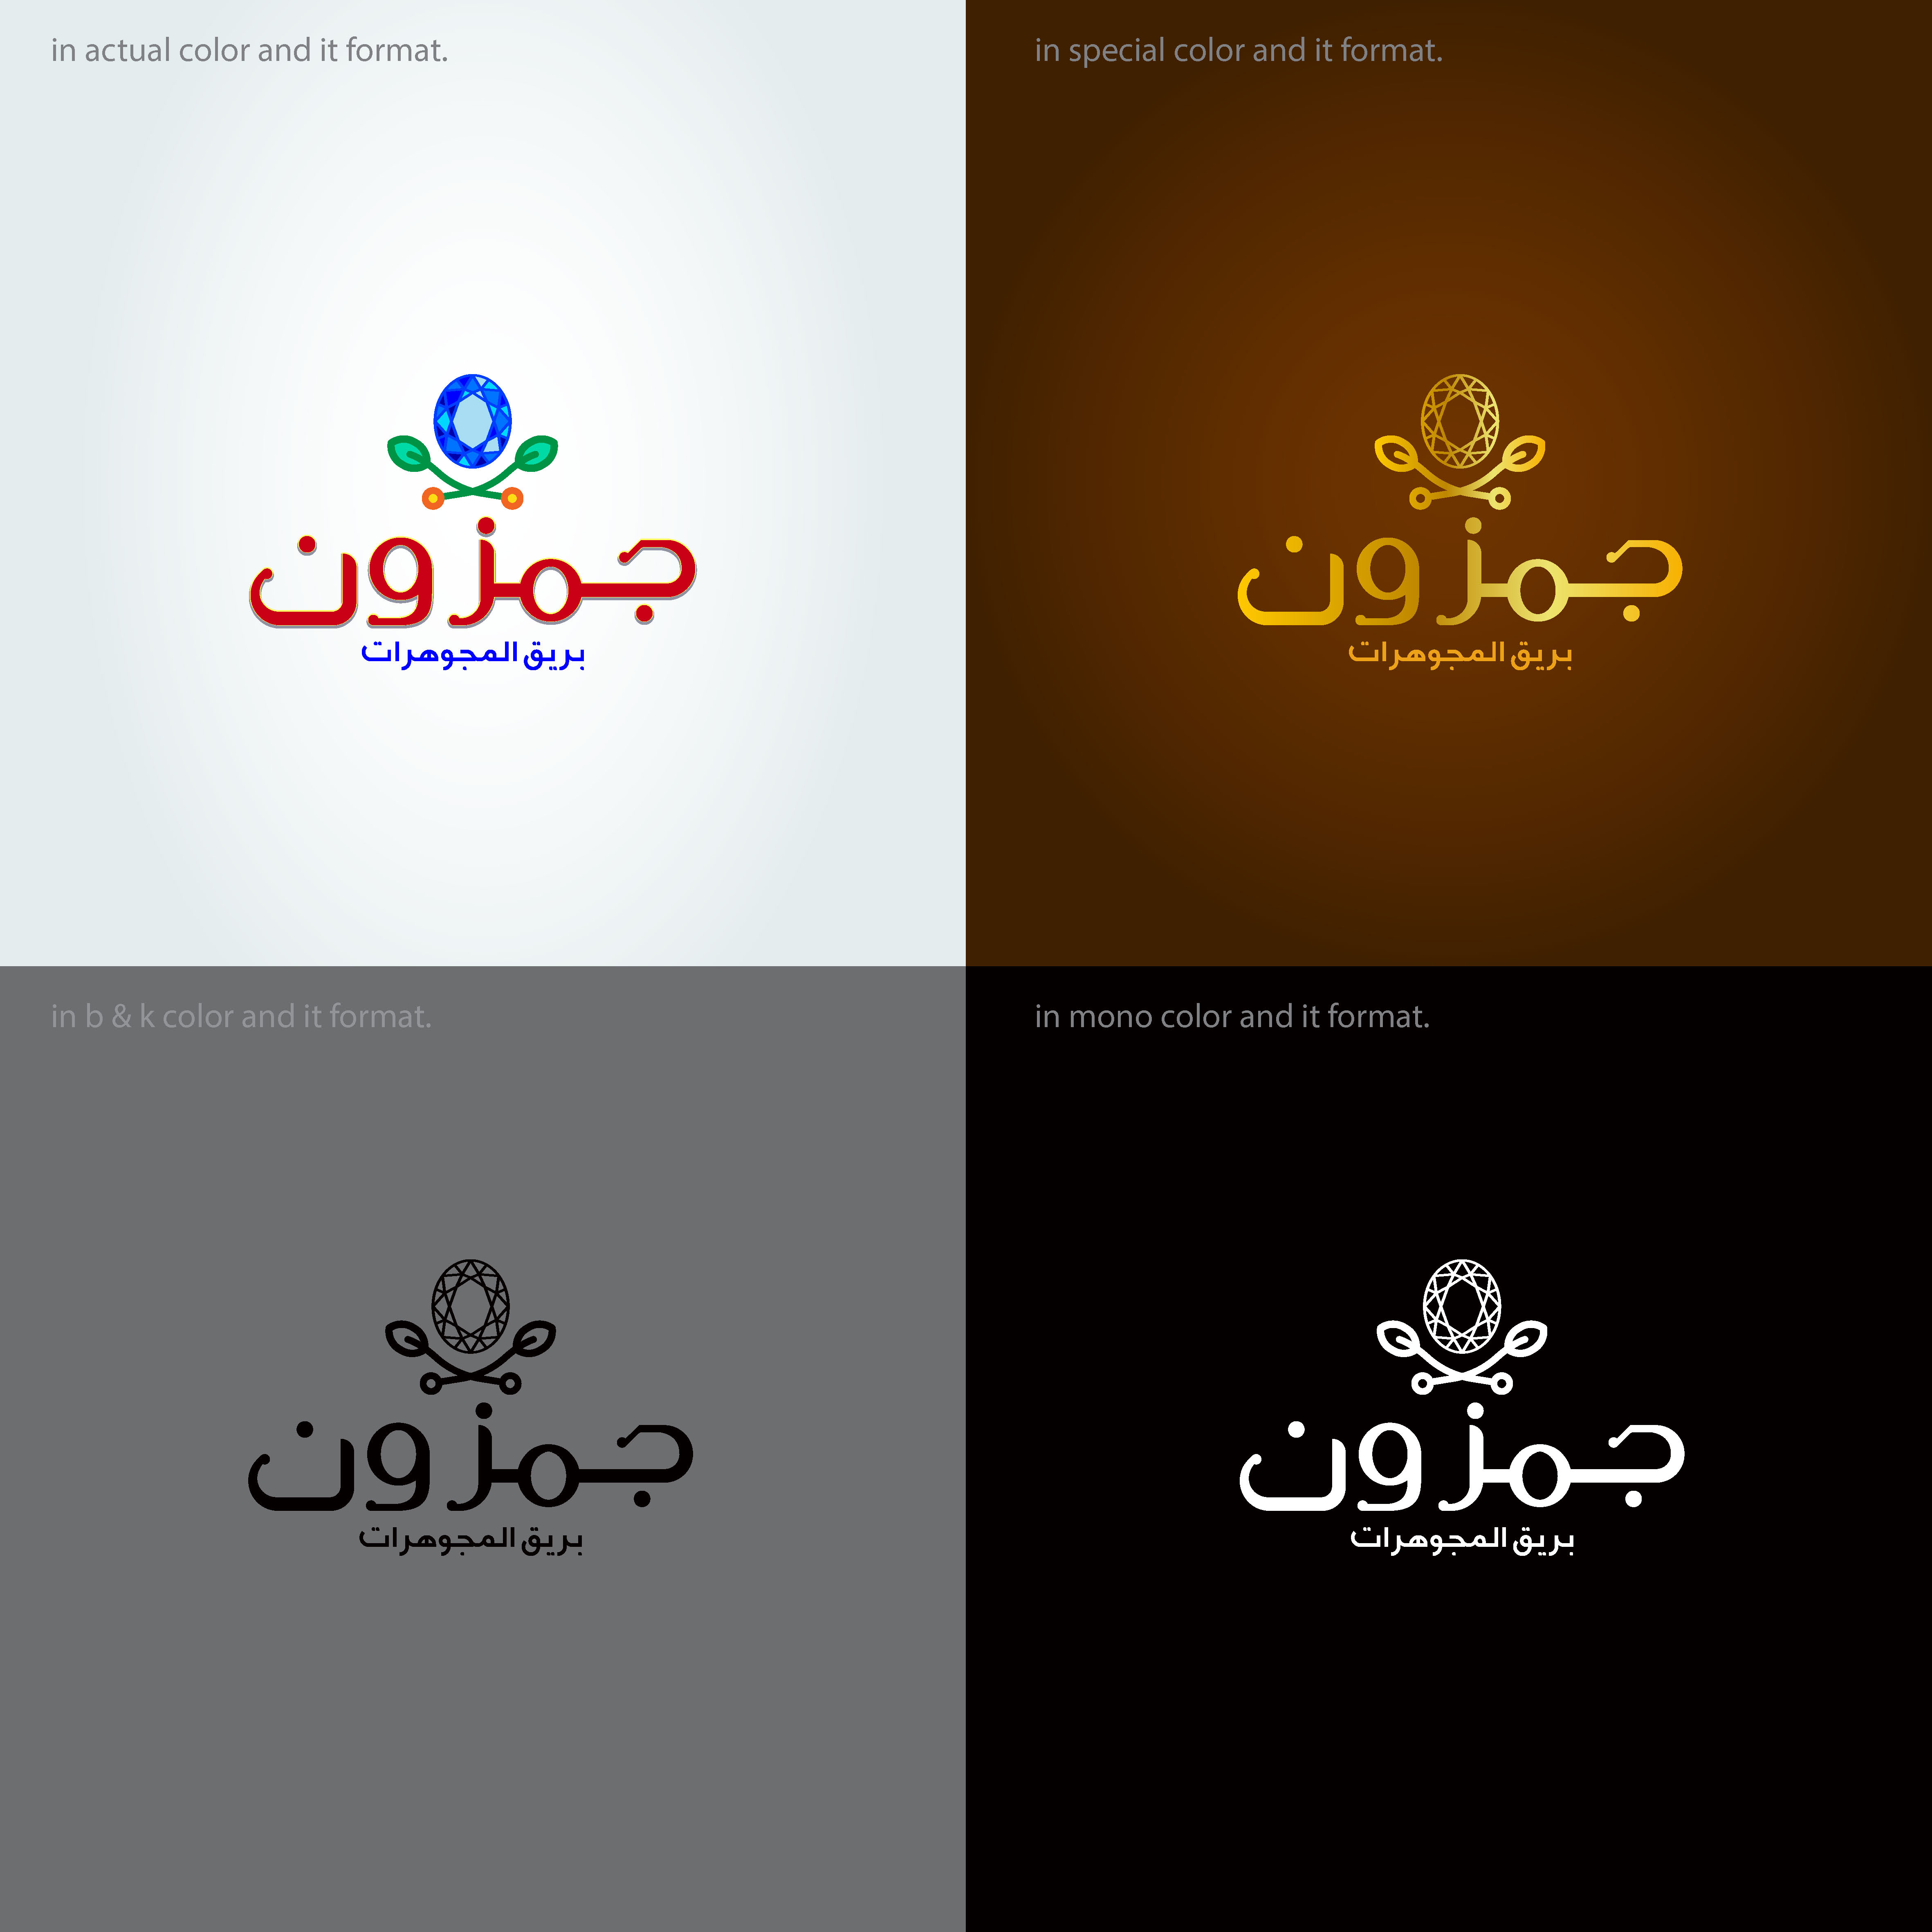 in actual color and it format.
جمزون
بريق المجوهرات
in special color and it format.
جمزون
بريق المجوهرات
in b & k color and it format.
جمزون
بريق المجوهرات
in mono color and it format.
جمزون
بريق المجوهرات